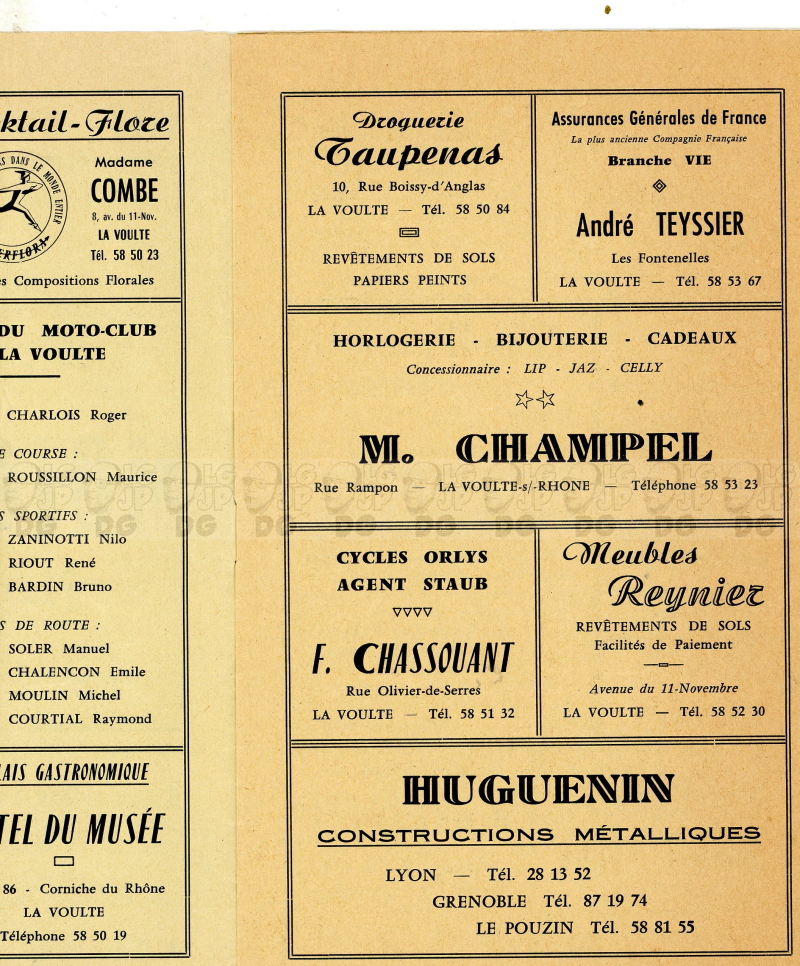 ktail-Flore
S DANS LE MONDE ENTIER
ERFLORA
Madame
COMBE
8, av. du 11-Nov.
LA VOULTE
Tél. 58 50 23
s Compositions Florales
DU MOTO-CLUB
LA VOULTE
CHARLOIS Roger
E COURSE :
ROUSSILLON Maurice
S SPORTIFS :
ZANINOTTI Nilo
RIOUT René
BARDIN Bruno
S DE ROUTE :
SOLER Manuel
CHALENCON Emile
MOULIN Michel
COURTIAL Raymond
LAIS GASTRONOMIQUE
TEL DU MUSÉE
86 - Corniche du Rhône
LA VOULTE
Téléphone 58 50 19
Droguerie
Taupenas
10, Rue Boissy-d'Anglas
LA VOULTE — Tél. 58 50 84
REVÊTEMENTS DE SOLS
PAPIERS PEINTS
Assurances Générales de France
La plus ancienne Compagnie Française
Branche VIE
André TEYSSIER
Les Fontenelles
LA VOULTE — Tél. 58 53 67
HORLOGERIE - BIJOUTERIE - CADEAUX
Concessionnaire : LIP - JAZ - CELLY
M. CHAMPEL
Rue Rampon — LA VOULTE-s/-RHONE — Téléphone 58 53 23
CYCLES ORLYS
AGENT STAUB
F. CHASSOUANT
Rue Olivier-de-Serres
LA VOULTE — Tél. 58 51 32
Meubles
Reynier
REVÊTEMENTS DE SOLS
Facilités de Paiement
Avenue du 11-Novembre
LA VOULTE — Tél. 58 52 30
HUGUENIN
CONSTRUCTIONS MÉTALLIQUES
LYON — Tél. 28 13 52
GRENOBLE Tél. 87 19 74
LE POUZIN Tél. 58 81 55